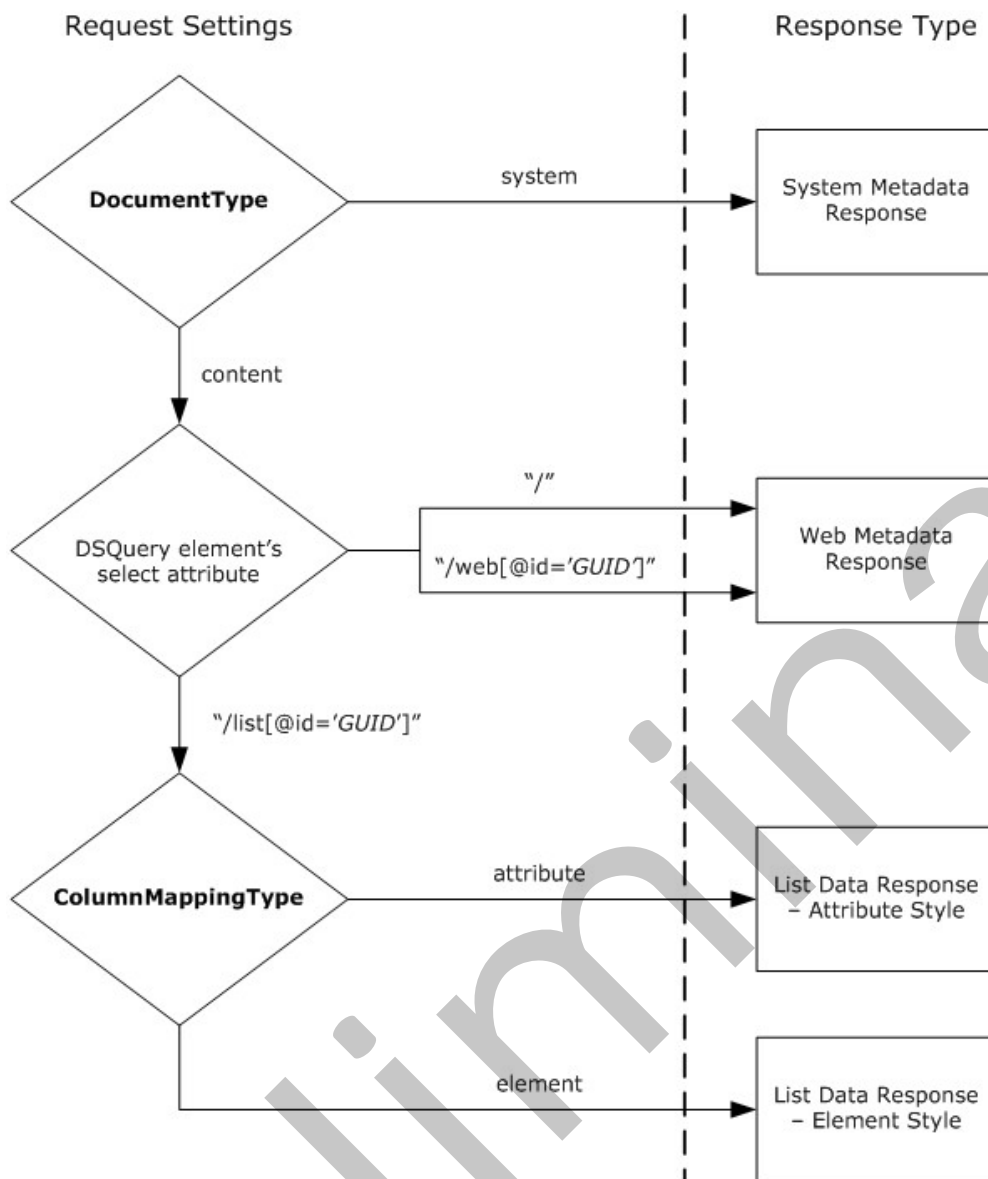 Request Settings
Response Type
DocumentType
system
System Metadata
Response
content
DSQuery element's
select attribute
“/”
“/web[@id='GUID']”
Web Metadata
Response
“/list[@id='GUID']”
ColumnMappingType
attribute
List Data Response
– Attribute Style
element
List Data Response
– Element Style